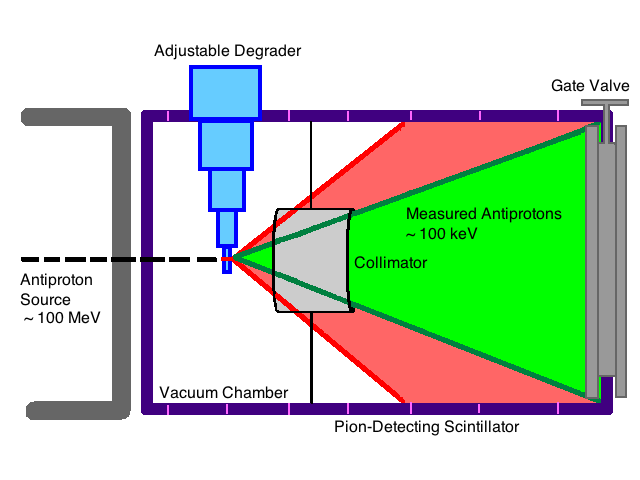 Adjustable Degrader
Gate Valve
Measured Antiprotons
~ 100 keV
Collimator
Antiproton
Source
~ 100 MeV
Vacuum Chamber
Pion-Detecting Scintillator